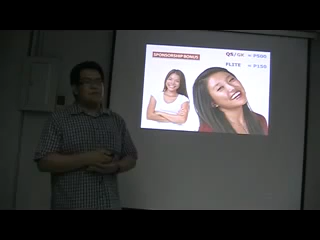 SPONSORSHIP BONUS
QS/GK = P500
FLITE = P150